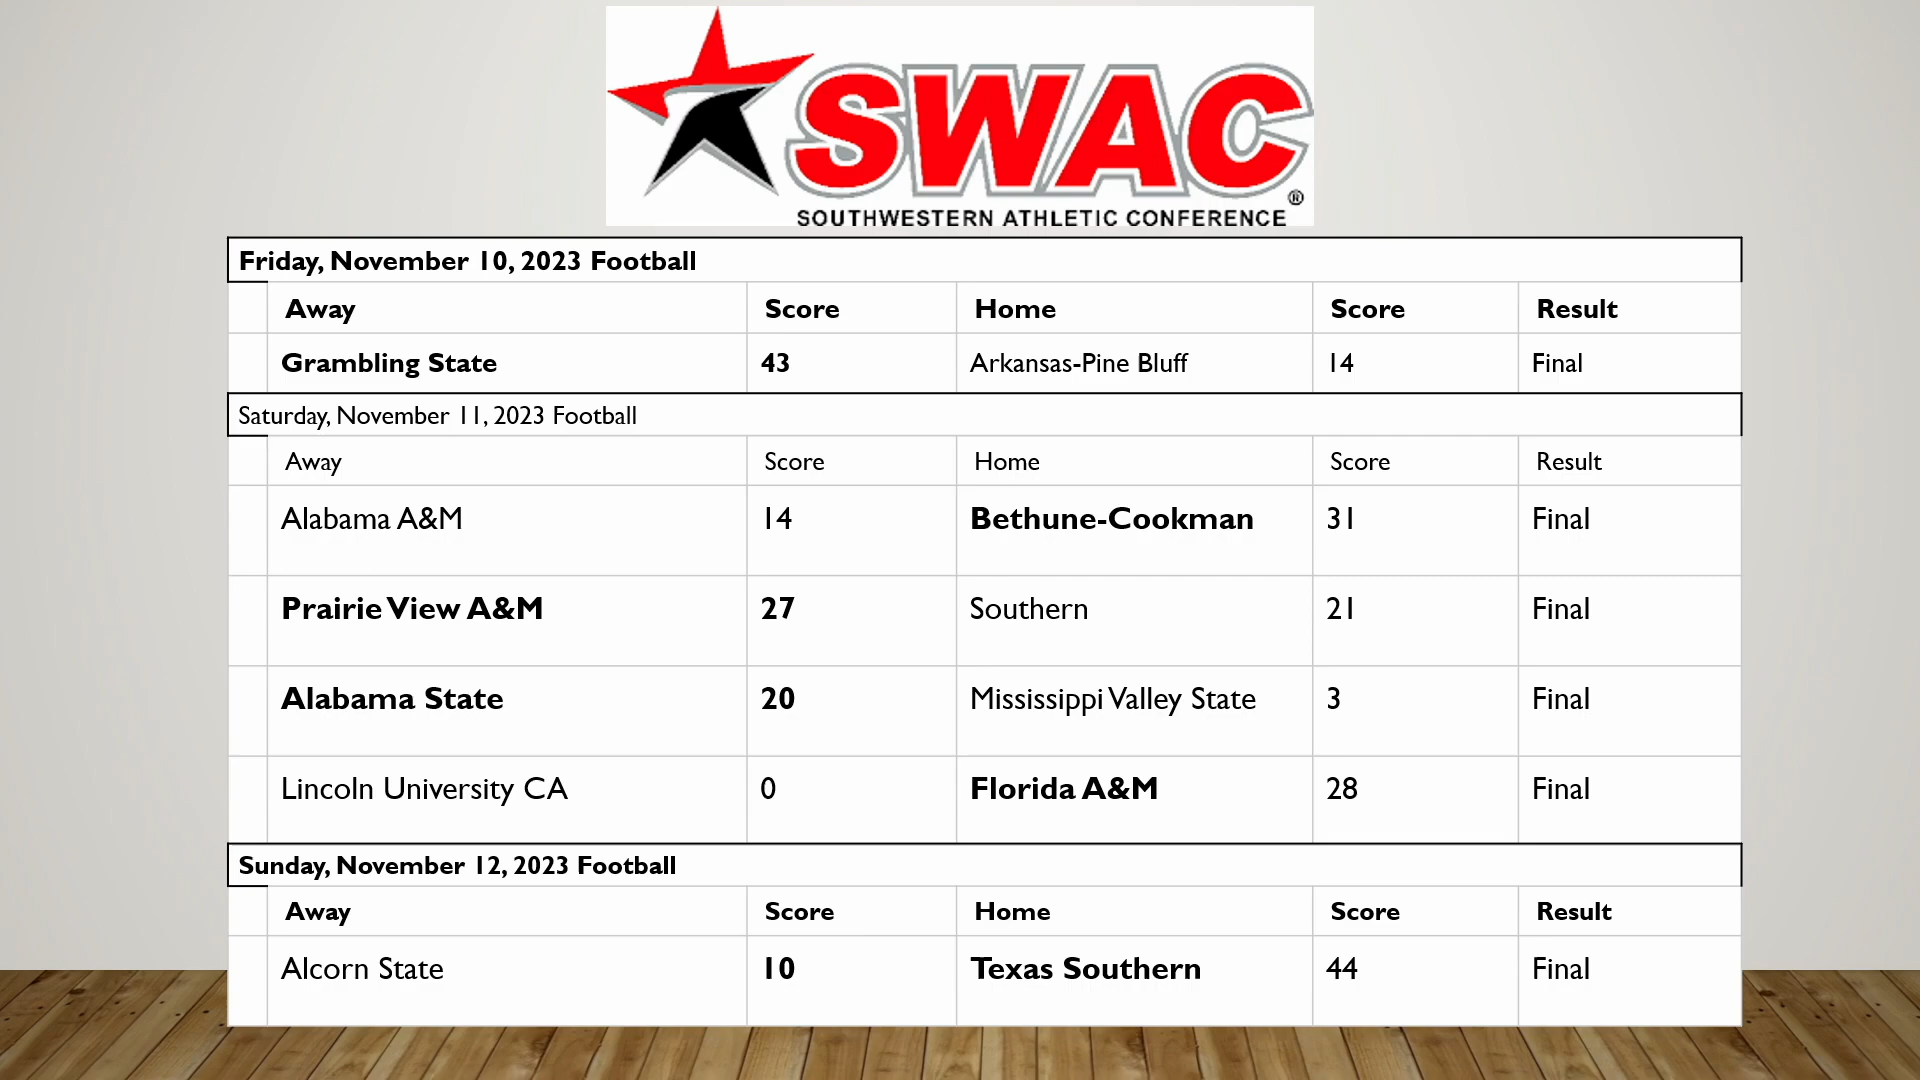 SWAC
®
SOUTHWESTERN ATHLETIC CONFERENCE
Friday, November 10, 2023 Football
Away Score Home Score Result
Grambling State 43 Arkansas-Pine Bluff 14 Final
Saturday, November 11, 2023 Football
Away Score Home Score Result
Alabama A&M 14 Bethune-Cookman 31 Final
Prairie View A&M 27 Southern 21 Final
Alabama State 20 Mississippi Valley State 3 Final
Lincoln University CA 0 Florida A&M 28 Final
Sunday, November 12, 2023 Football
Away Score Home Score Result
Alcorn State 10 Texas Southern 44 Final